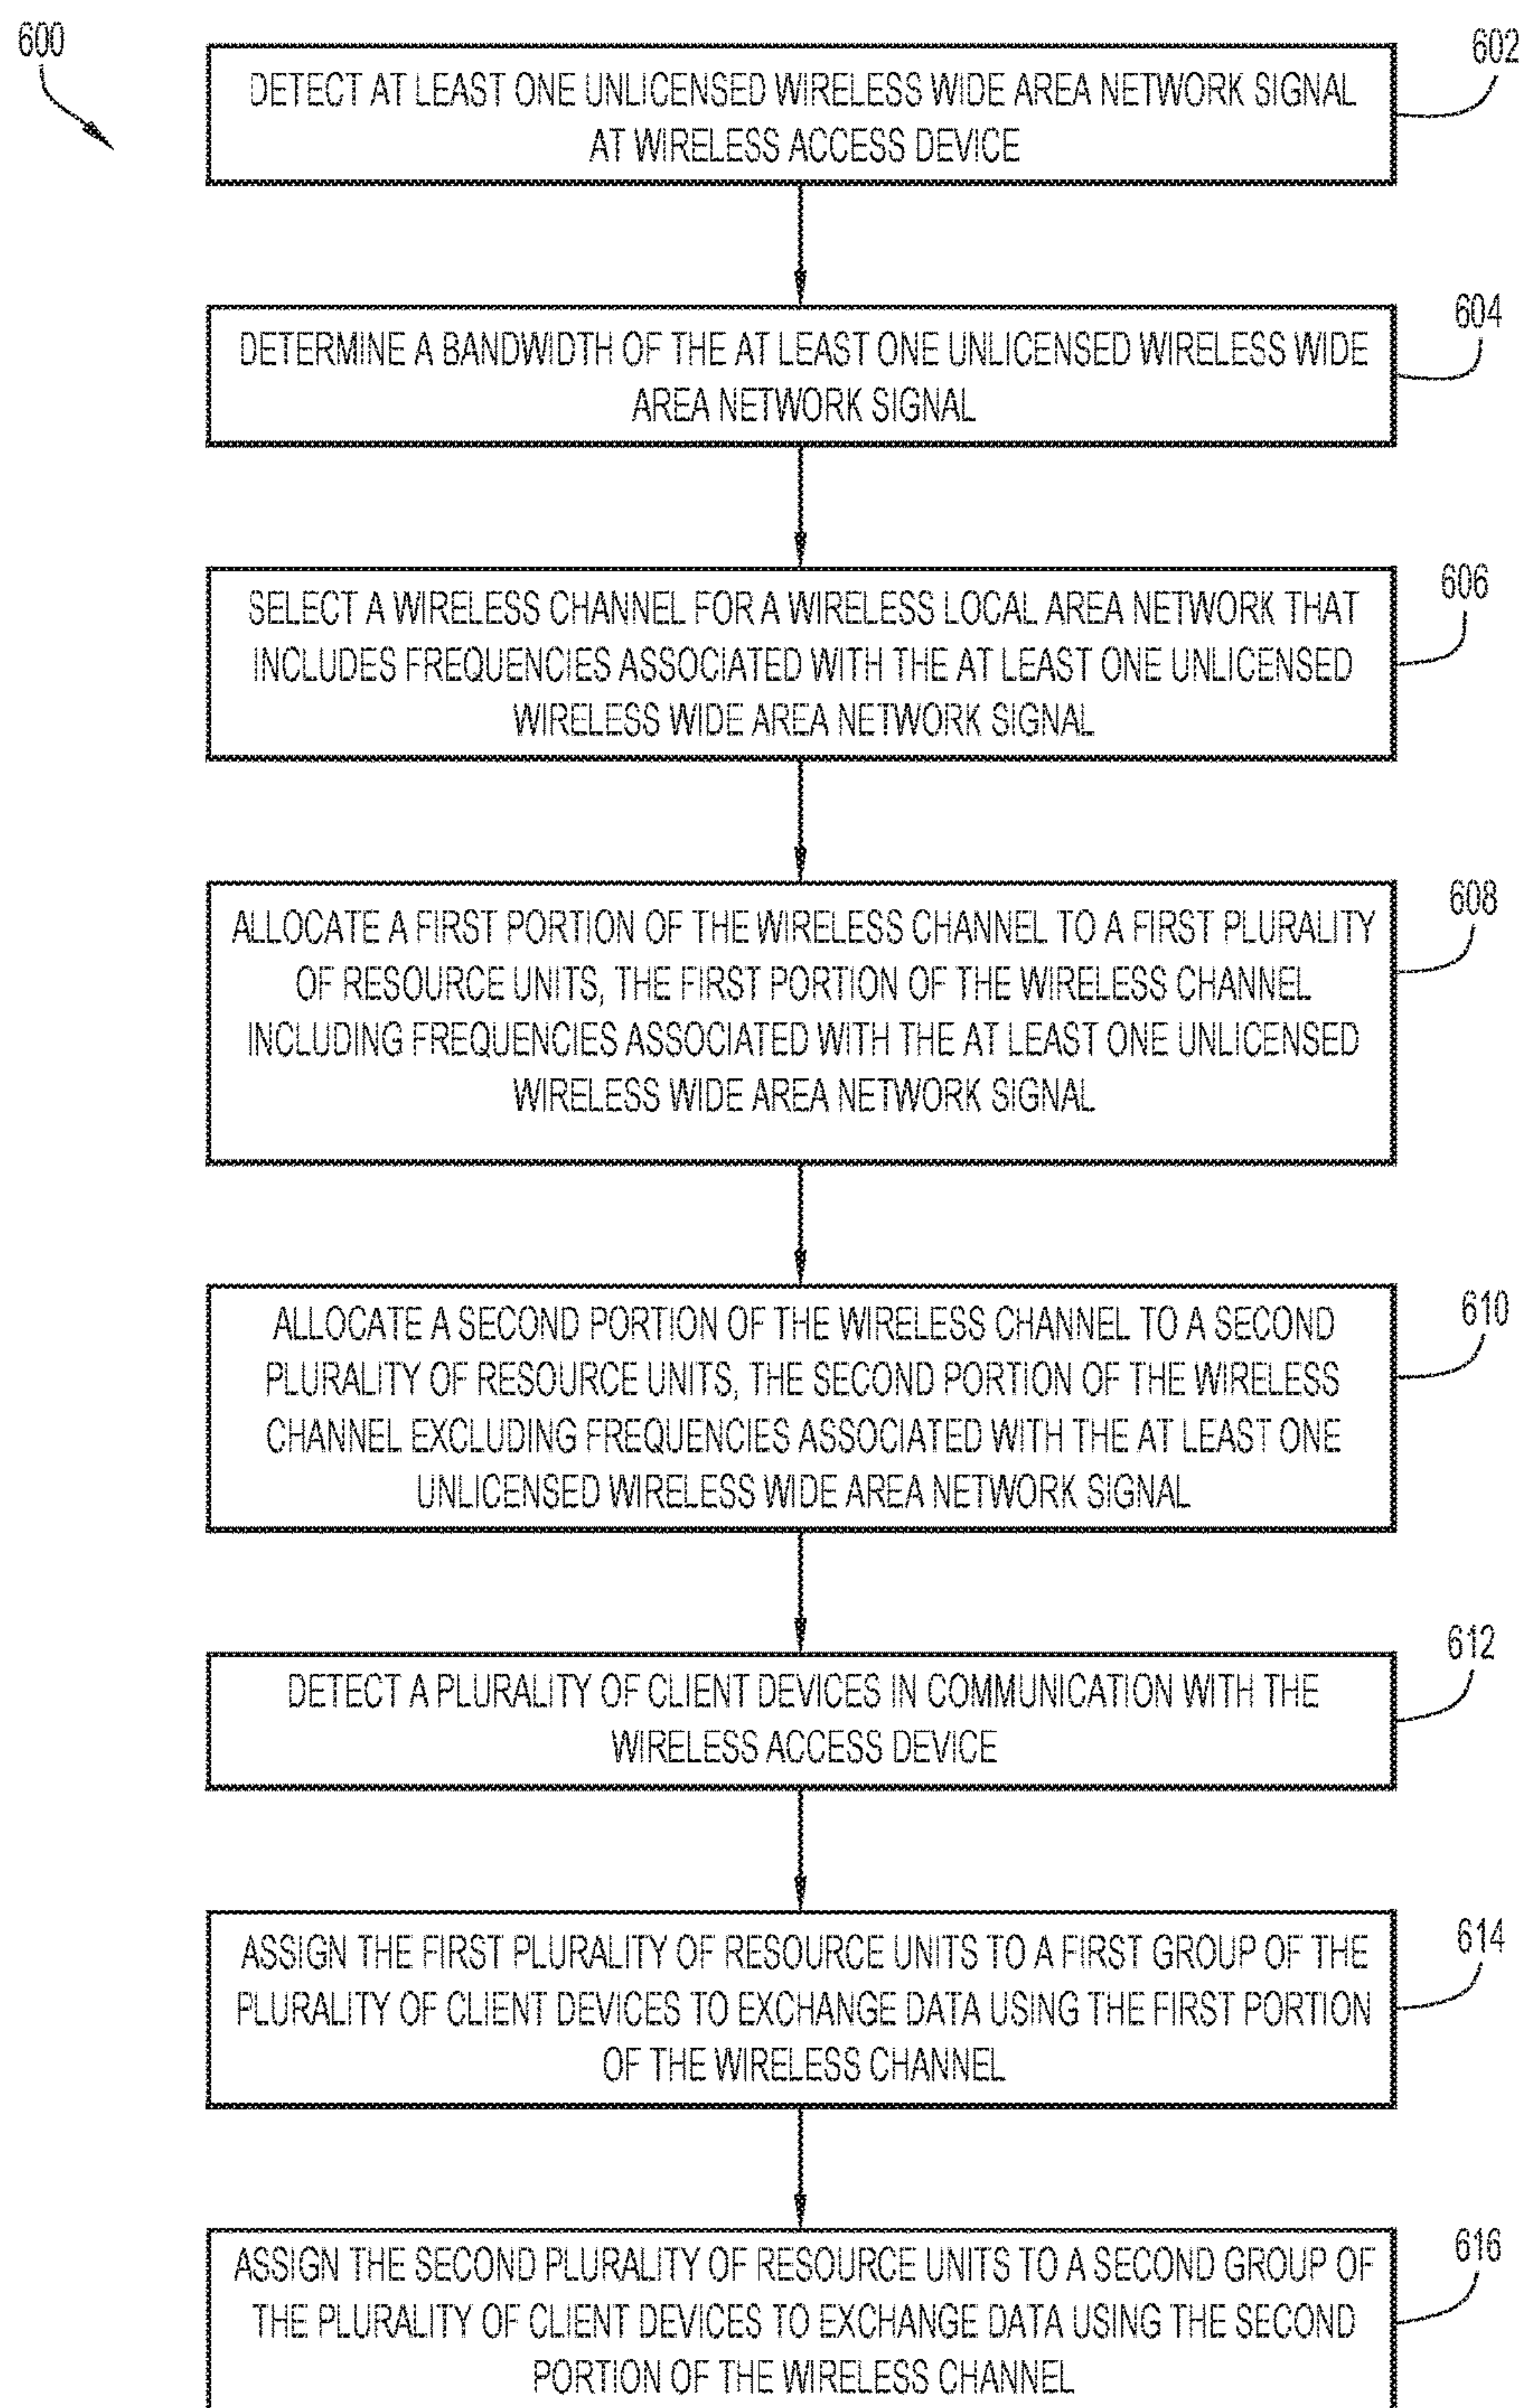 600
602
DETECT AT LEAST ONE UNLICENSED WIRELESS WIDE AREA NETWORK SIGNAL
AT WIRELESS ACCESS DEVICE
604
DETERMINE A BANDWIDTH OF THE AT LEAST ONE UNLICENSED WIRELESS WIDE
AREA NETWORK SIGNAL
606
SELECT A WIRELESS CHANNEL FOR A WIRELESS LOCAL AREA NETWORK THAT
INCLUDES FREQUENCIES ASSOCIATED WITH THE AT LEAST ONE UNLICENSED
WIRELESS WIDE AREA NETWORK SIGNAL
608
ALLOCATE A FIRST PORTION OF THE WIRELESS CHANNEL TO A FIRST PLURALITY
OF RESOURCE UNITS, THE FIRST PORTION OF THE WIRELESS CHANNEL
INCLUDING FREQUENCIES ASSOCIATED WITH THE AT LEAST ONE UNLICENSED
WIRELESS WIDE AREA NETWORK SIGNAL
610
ALLOCATE A SECOND PORTION OF THE WIRELESS CHANNEL TO A SECOND
PLURALITY OF RESOURCE UNITS, THE SECOND PORTION OF THE WIRELESS
CHANNEL EXCLUDING FREQUENCIES ASSOCIATED WITH THE AT LEAST ONE
UNLICENSED WIRELESS WIDE AREA NETWORK SIGNAL
612
DETECT A PLURALITY OF CLIENT DEVICES IN COMMUNICATION WITH THE
WIRELESS ACCESS DEVICE
614
ASSIGN THE FIRST PLURALITY OF RESOURCE UNITS TO A FIRST GROUP OF THE
PLURALITY OF CLIENT DEVICES TO EXCHANGE DATA USING THE FIRST PORTION
OF THE WIRELESS CHANNEL
616
ASSIGN THE SECOND PLURALITY OF RESOURCE UNITS TO A SECOND GROUP OF
THE PLURALITY OF CLIENT DEVICES TO EXCHANGE DATA USING THE SECOND
PORTION OF THE WIRELESS CHANNEL